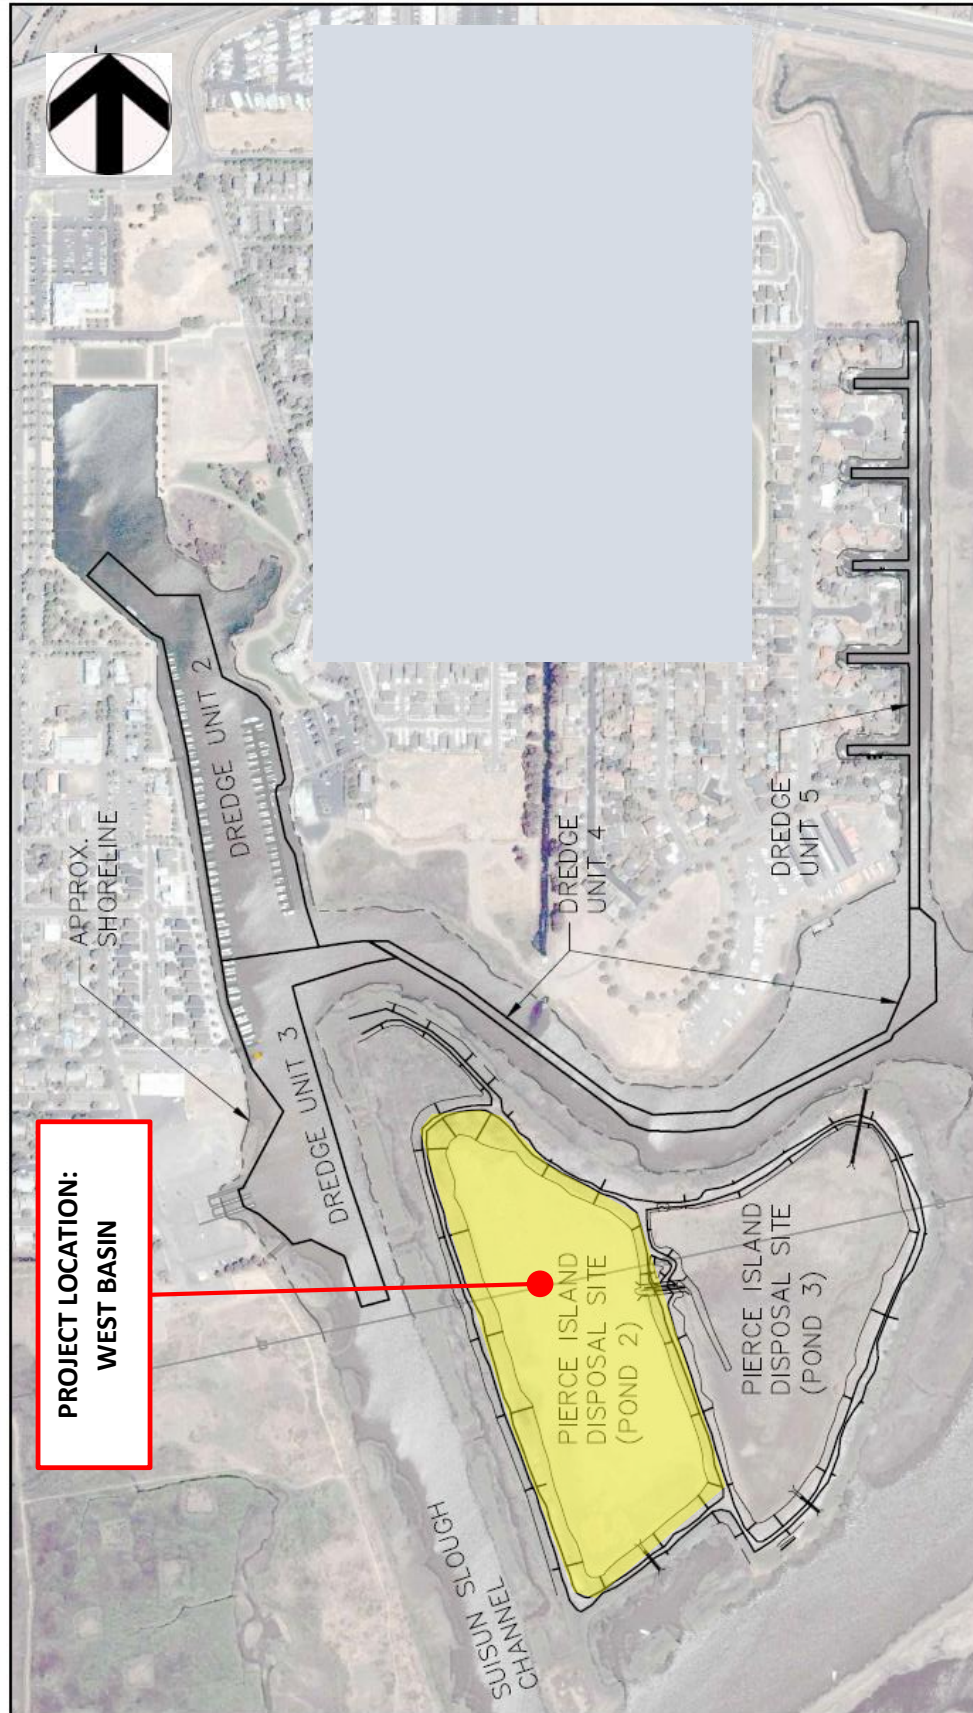 PROJECT LOCATION:
WEST BASIN
APPROX.
SHORELINE
DREDGE UNIT 2
DREDGE UNIT 3
DREDGE
UNIT 4
DREDGE
UNIT 5
PIERCE ISLAND
DISPOSAL SITE
(POND 2)
PIERCE ISLAND
DISPOSAL SITE
(POND 3)
SUISUN SLOUGH
CHANNEL